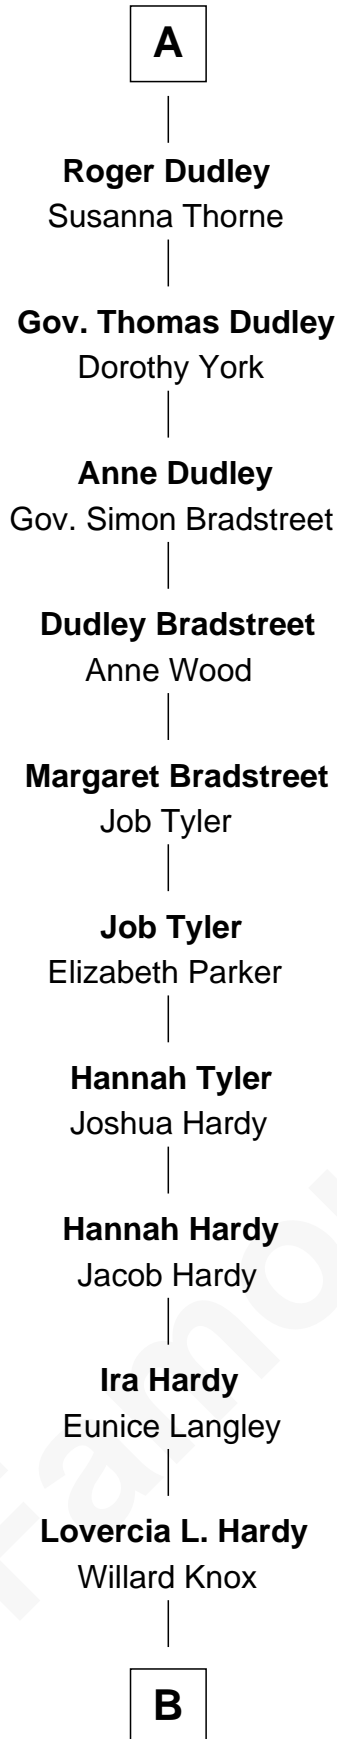 A
Roger Dudley
Susanna Thorne
Gov. Thomas Dudley
Dorothy York
Anne Dudley
Gov. Simon Bradstreet
Dudley Bradstreet
Anne Wood
Margaret Bradstreet
Job Tyler
Job Tyler
Elizabeth Parker
Hannah Tyler
Joshua Hardy
Hannah Hardy
Jacob Hardy
Ira Hardy
Eunice Langley
Lovercia L. Hardy
Willard Knox
B